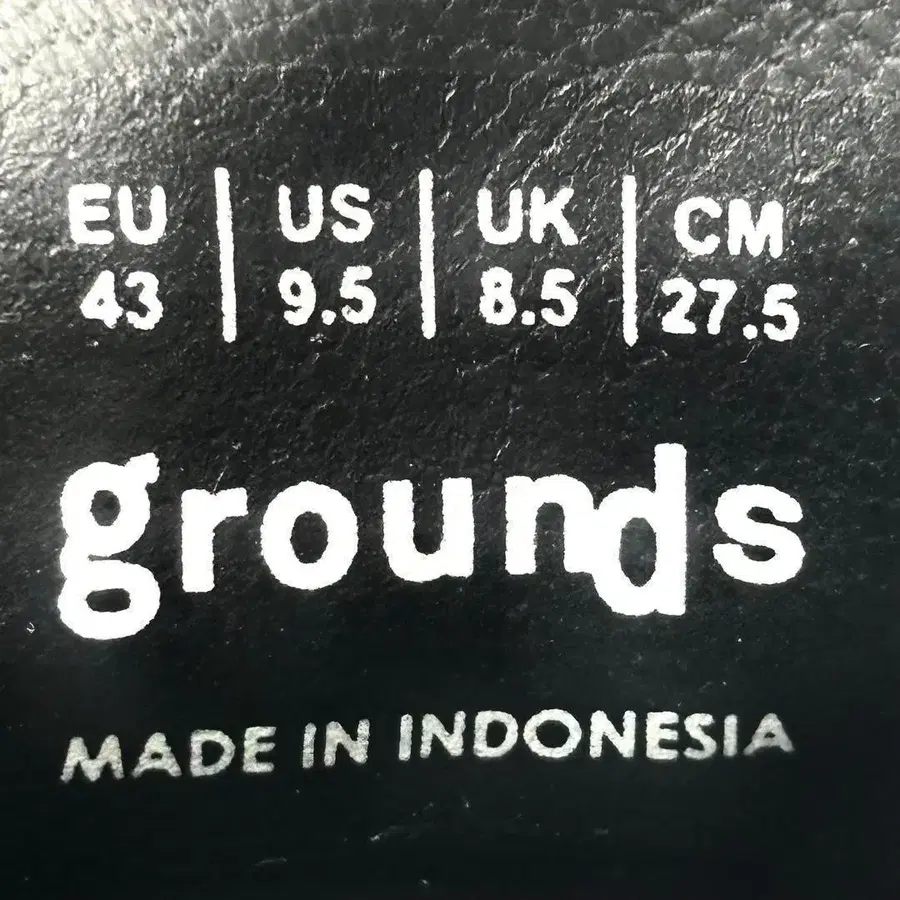 EU | US | UK | CM
43 | 9.5 | 8.5 | 27.5
grounds
MADE IN INDONESIA